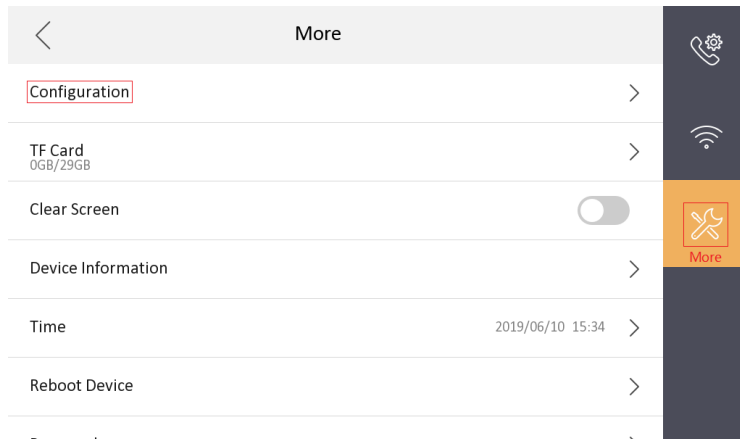 More
Configuration
TF Card
0GB/29GB
Clear Screen
Device Information
Time
2019/06/10 15:34
Reboot Device
More